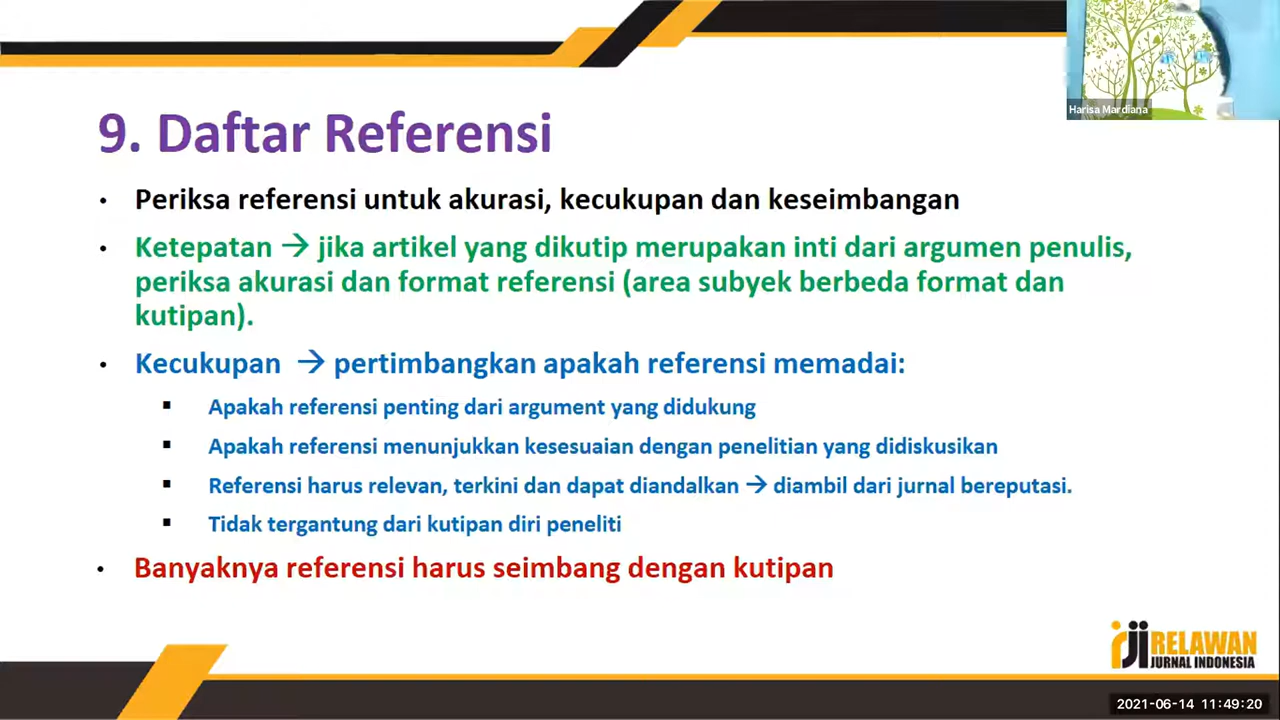 Harisa Mardiana
9. Daftar Referensi
• Periksa referensi untuk akurasi, kecukupan dan keseimbangan
• Ketepatan → jika artikel yang dikutip merupakan inti dari argumen penulis,
periksa akurasi dan format referensi (area subyek berbeda format dan
kutipan).
• Kecukupan → pertimbangkan apakah referensi memadai:
▪ Apakah referensi penting dari argument yang didukung
▪ Apakah referensi menunjukkan kesesuaian dengan penelitian yang didiskusikan
▪ Referensi harus relevan, terkini dan dapat diandalkan → diambil dari jurnal bereputasi.
▪ Tidak tergantung dari kutipan diri peneliti
• Banyaknya referensi harus seimbang dengan kutipan
rji RELAWAN
JURNAL INDONESIA
2021-06-14 11:49:20